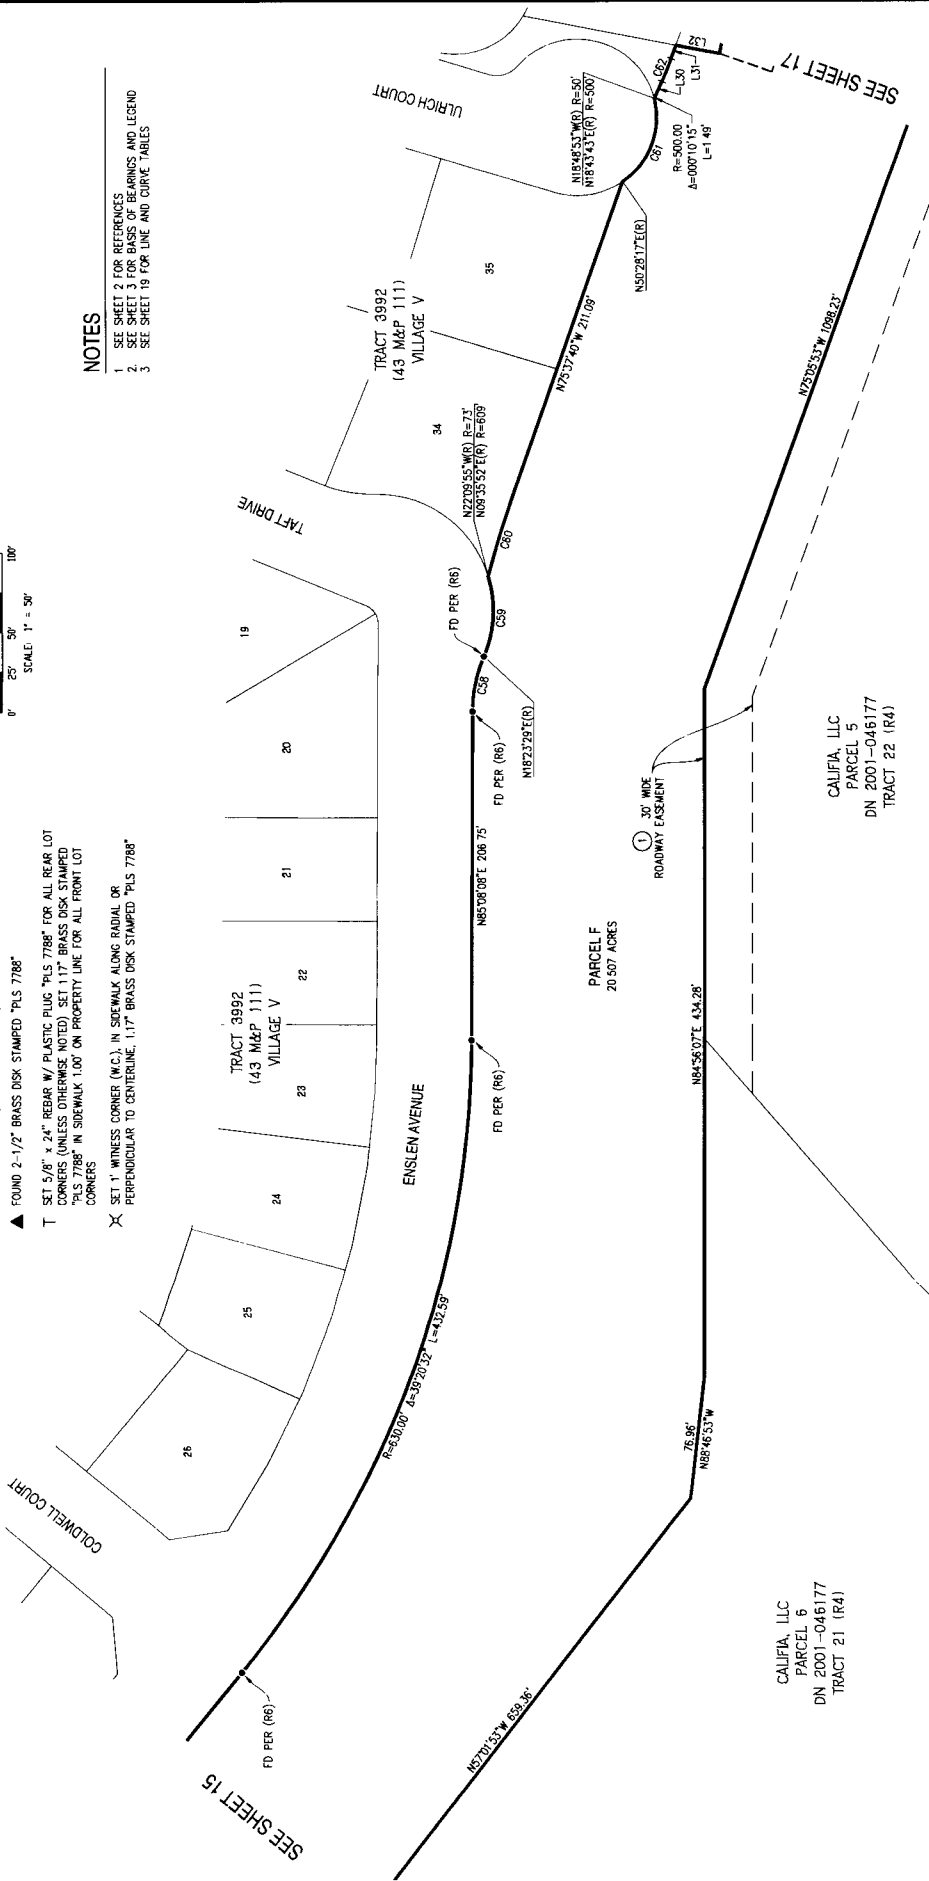 ▲ FOUND 2-1/2" BRASS DISK STAMPED "PLS 7788"
SET 5/8" x 24" REBAR W/ PLASTIC PLUG "PLS 7788" FOR ALL REAR LOT
CORNERS (UNLESS OTHERWISE NOTED) SET 1 17" BRASS DISK STAMPED
"PLS 7788" IN SIDEWALK 1.00' ON PROPERTY LINE FOR ALL FRONT LOT
CORNERS
SET 1' WITNESS CORNER (W.C.), IN SIDEWALK ALONG RADIAL OR
PERPENDICULAR TO CENTERLINE, 1.17" BRASS DISK STAMPED "PLS 7788"
0' 25' 50' 100'
SCALE: 1" = 50'
NOTES
1 SEE SHEET 2 FOR REFERENCES
2. SEE SHEET 3 FOR BASIS OF BEARINGS AND LEGEND
3 SEE SHEET 19 FOR LINE AND CURVE TABLES
COLDWELL COURT
26
25
24
23
22
21
20
19
TRACT 3992
(43 M&P 111)
VILLAGE V
TAFT DRIVE
34
35
TRACT 3992
(43 M&P 111)
VILLAGE V
ULRICH COURT
ENSLEN AVENUE
SEE SHEET 15
FD PER (R6)
R=630.00' Δ=39°20'32" L=432.59'
FD PER (R6)
N85°08'08"E 206 75'
FD PER (R6)
C58
FD PER (R6)
N18°23'29"E(R)
C59
N22°09'55"W(R) R=73'
N09°35'52"E(R) R=609'
C60
N75°37'40"W 211.09'
N50°28'17"E(R)
C61
N18°48'53"W(R) R=50'
N18°43'43"E(R) R=500'
R=500.00
Δ=000°10'15"
L=1 49'
C62
L30
L31
L32
SEE SHEET 17
PARCEL F
20 507 ACRES
1 30' WIDE
ROADWAY EASEMENT
N57°01'53"W 659.36'
76.96'
N88°46'53"W
N84°56'07"E 434.28'
N75°05'53"W 1098.23'
CALIFIA, LLC
PARCEL 6
DN 2001-046177
TRACT 21 (R4)
CALIFIA, LLC
PARCEL 5
DN 2001-046177
TRACT 22 (R4)